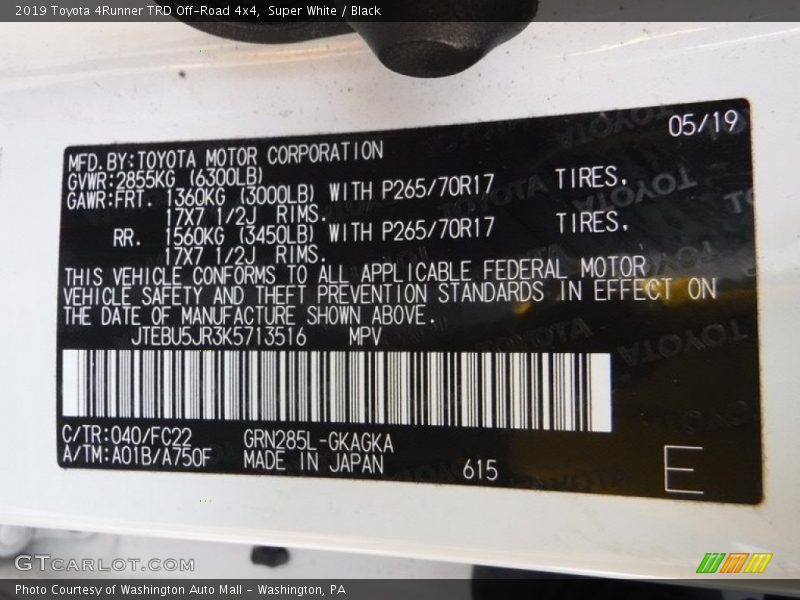 2019 Toyota 4Runner TRD Off-Road 4x4, Super White / Black
05/19
MFD. BY:TOYOTA MOTOR CORPORATION
GVWR:2855KG (6300LB)
GAWR:FRT. 1360KG (3000LB) WITH P265/70R17 TIRES,
17X7 1/2J RIMS.
RR. 1560KG (3450LB) WITH P265/70R17 TIRES,
17X7 1/2J RIMS.
THIS VEHICLE CONFORMS TO ALL APPLICABLE FEDERAL MOTOR
VEHICLE SAFETY AND THEFT PREVENTION STANDARDS IN EFFECT ON
THE DATE OF MANUFACTURE SHOWN ABOVE.
JTEBU5JR3K5713516 MPV
C/TR:040/FC22 GRN285L-GKAGKA
A/TM:A01B/A750F MADE IN JAPAN 615 E
GTCARLOT.COM
Photo Courtesy of Washington Auto Mall - Washington, PA